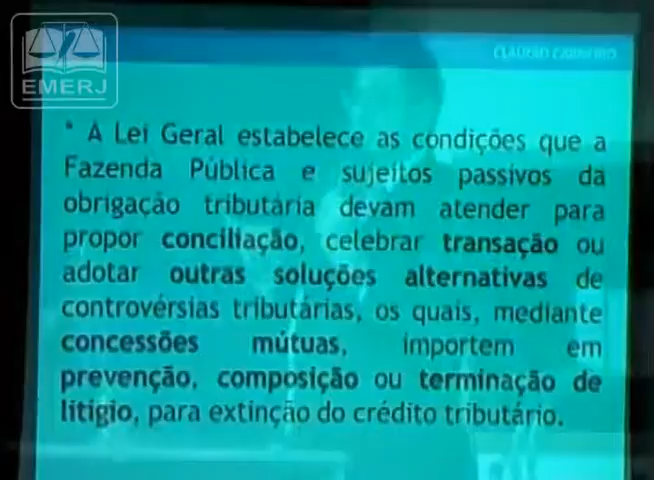 EMERJ
* A Lei Geral estabelece as condições que a
Fazenda Pública e sujeitos passivos da
obrigação tributária devam atender para
propor conciliação, celebrar transação ou
adotar outras soluções alternativas de
controvérsias tributárias, os quais, mediante
concessões mútuas, importem em
prevenção, composição ou terminação de
litígio, para extinção do crédito tributário.